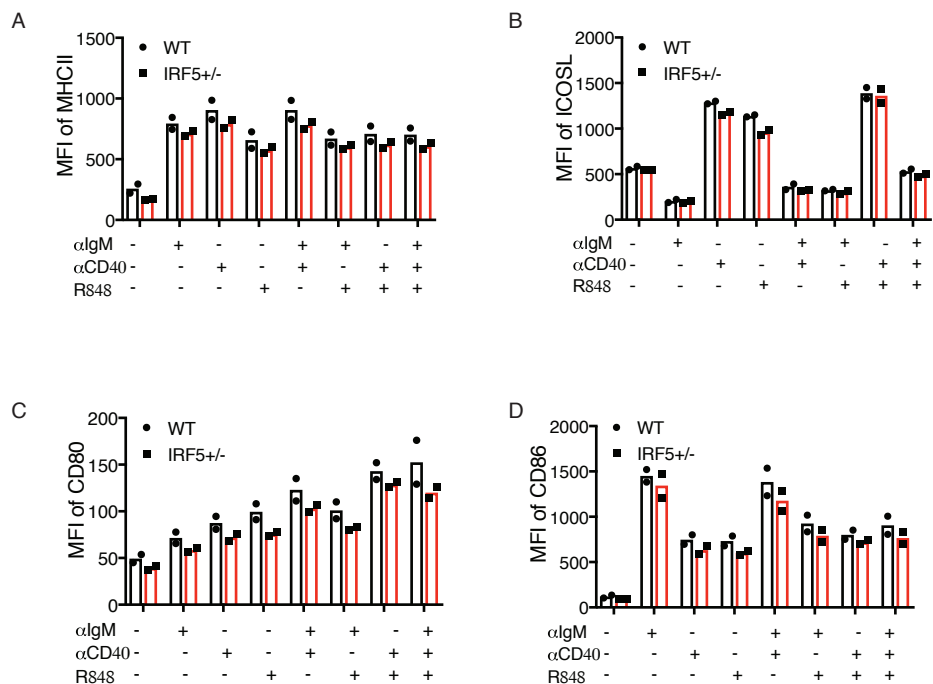 A
MFI of MHCII
1500
1000
500
0
WT
IRF5+/-
αIgM - + - - + + - +
αCD40 - - + - + - + +
R848 - - - + - + + +
B
MFI of ICOSL
2000
1500
1000
500
0
WT
IRF5+/-
αIgM - + - - + + - +
αCD40 - - + - + - + +
R848 - - - + - + + +
C
MFI of CD80
200
150
100
50
0
WT
IRF5+/-
αIgM - + - - + + - +
αCD40 - - + - + - + +
R848 - - - + - + + +
D
MFI of CD86
2000
1500
1000
500
0
WT
IRF5+/-
αIgM - + - - + + - +
αCD40 - - + - + - + +
R848 - - - + - + + +